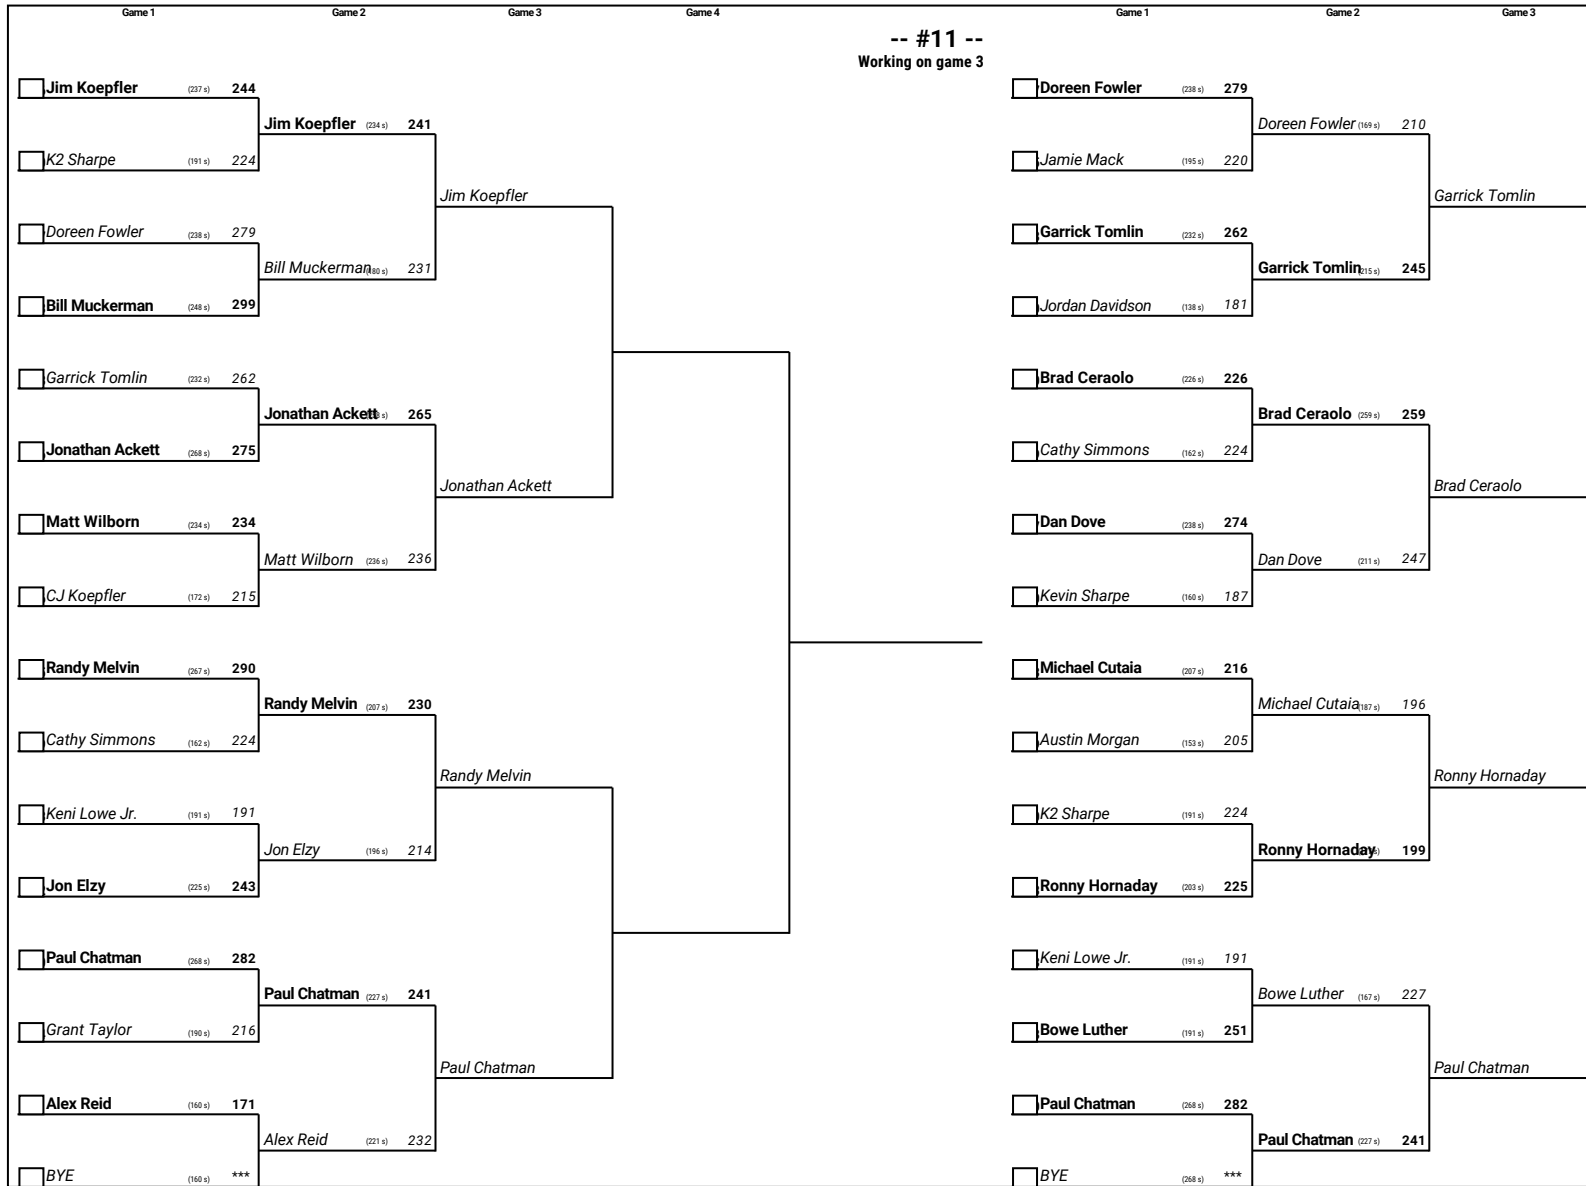 Game 1 Game 2 Game 3 Game 4 Game 1 Game 2 Game 3
-- #11 --
Working on game 3
Jim Koepfler (237 s) 244
Jim Koepfler (234 s) 241
K2 Sharpe (191 s) 224
Jim Koepfler
Doreen Fowler (238 s) 279
Bill Muckerman (180 s) 231
Bill Muckerman (248 s) 299
Garrick Tomlin (232 s) 262
Jonathan Ackett 265
Jonathan Ackett (268 s) 275
Jonathan Ackett
Matt Wilborn (234 s) 234
Matt Wilborn (236 s) 236
CJ Koepfler (172 s) 215
Randy Melvin (267 s) 290
Randy Melvin (207 s) 230
Cathy Simmons (162 s) 224
Randy Melvin
Keni Lowe Jr. (191 s) 191
Jon Elzy (196 s) 214
Jon Elzy (225 s) 243
Paul Chatman (268 s) 282
Paul Chatman (227 s) 241
Grant Taylor (190 s) 216
Paul Chatman
Alex Reid (160 s) 171
Alex Reid (221 s) 232
BYE (160 s) ***
Doreen Fowler (238 s) 279
Doreen Fowler (169 s) 210
Jamie Mack (195 s) 220
Garrick Tomlin
Garrick Tomlin (232 s) 262
Garrick Tomlin (215 s) 245
Jordan Davidson (138 s) 181
Brad Ceraolo (226 s) 226
Brad Ceraolo (259 s) 259
Cathy Simmons (162 s) 224
Brad Ceraolo
Dan Dove (238 s) 274
Dan Dove (211 s) 247
Kevin Sharpe (160 s) 187
Michael Cutaia (207 s) 216
Michael Cutaia (187 s) 196
Austin Morgan (153 s) 205
Ronny Hornaday
K2 Sharpe (191 s) 224
Ronny Hornaday 199
Ronny Hornaday (203 s) 225
Keni Lowe Jr. (191 s) 191
Bowe Luther (167 s) 227
Bowe Luther (191 s) 251
Paul Chatman
Paul Chatman (268 s) 282
Paul Chatman (227 s) 241
BYE (268 s) ***